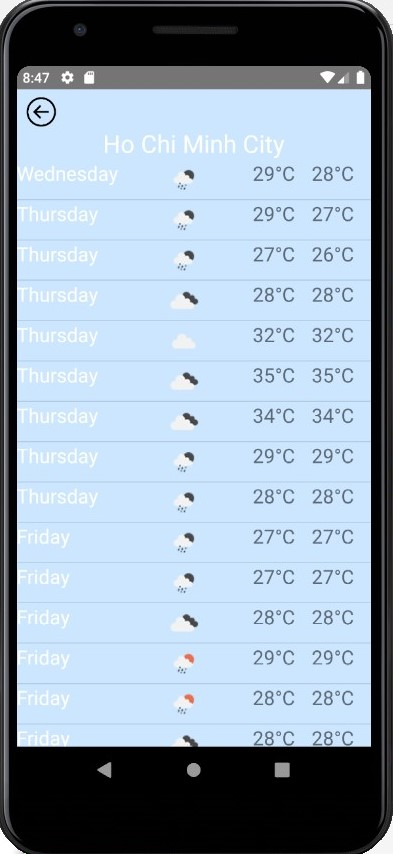 8:47
Ho Chi Minh City
Wednesday 29°C 28°C
Thursday 29°C 27°C
Thursday 27°C 26°C
Thursday 28°C 28°C
Thursday 32°C 32°C
Thursday 35°C 35°C
Thursday 34°C 34°C
Thursday 29°C 29°C
Thursday 28°C 28°C
Friday 27°C 27°C
Friday 27°C 27°C
Friday 28°C 28°C
Friday 29°C 29°C
Friday 28°C 28°C
Friday 28°C 28°C